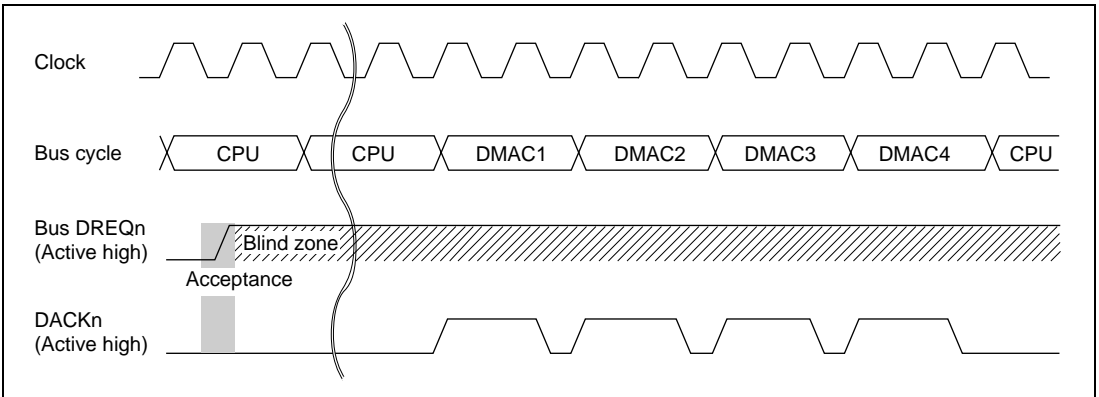 Clock
Bus cycle
CPU CPU DMAC1 DMAC2 DMAC3 DMAC4 CPU
Bus DREQn
(Active high)
Blind zone
Acceptance
DACKn
(Active high)